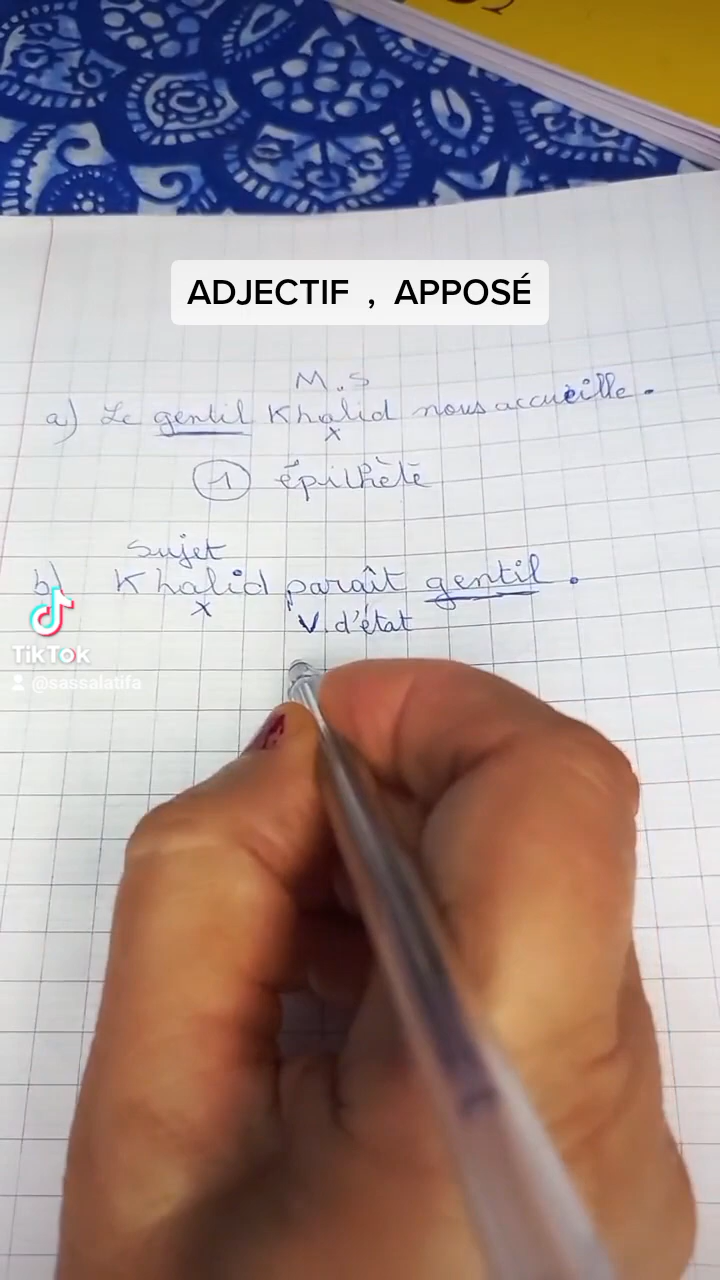 ADJECTIF , APPOSÉ
M.S
a) Le gentil Khalid nous accueille.
x
1 épithète
Sujet
b) Khalid paraît gentil.
x V. d'état
TikTok
@sassalatifa